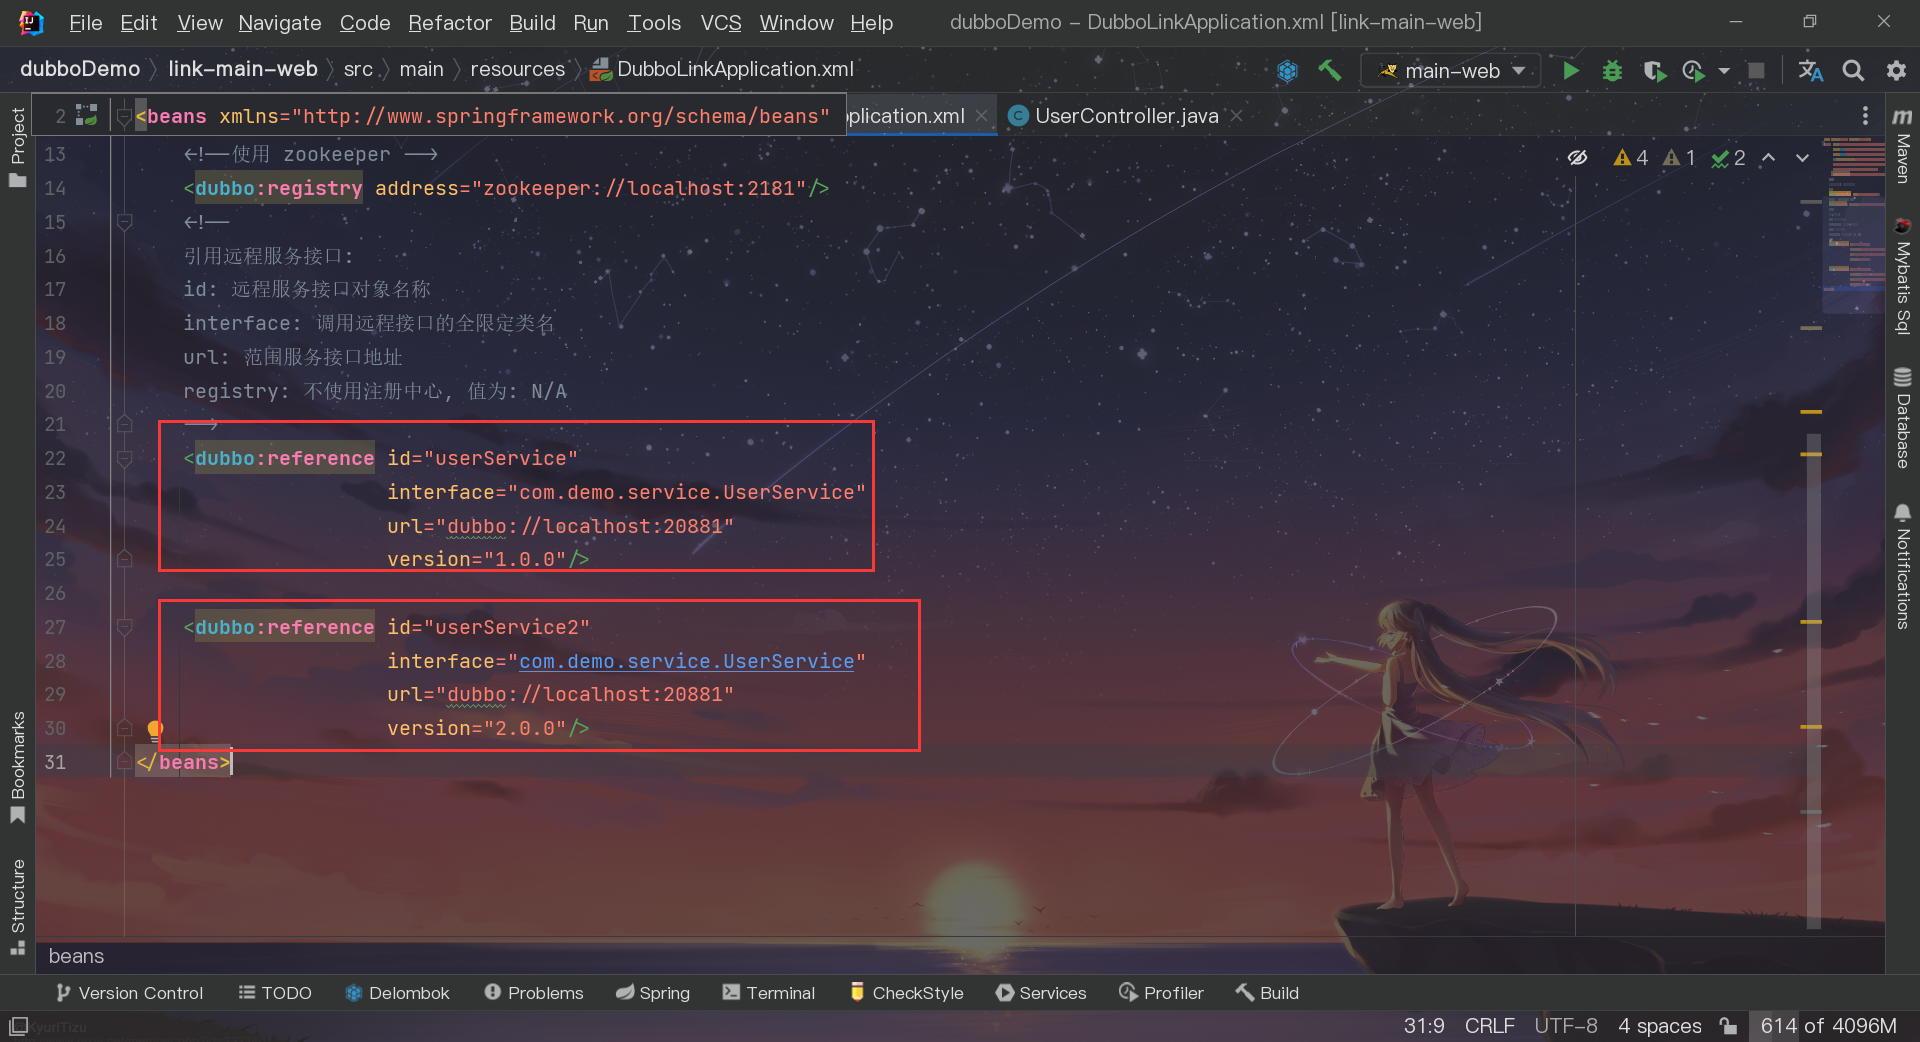 File Edit View Navigate Code Refactor Build Run Tools VCS Window Help dubboDemo – DubboLinkApplication.xml [link-main-web]
dubboDemo link-main-web src main resources DubboLinkApplication.xml main-web
2 <beans xmlns="http://www.springframework.org/schema/beans" plication.xml UserController.java
4 1 2
13 <!--使用 zookeeper -->
14 <dubbo:registry address="zookeeper://localhost:2181"/>
15 <!--
16 引用远程服务接口:
17 id: 远程服务接口对象名称
18 interface: 调用远程接口的全限定类名
19 url: 范围服务接口地址
20 registry: 不使用注册中心, 值为: N/A
21 -->
22 <dubbo:reference id="userService"
23 interface="com.demo.service.UserService"
24 url="dubbo://localhost:20881"
25 version="1.0.0"/>
26
27 <dubbo:reference id="userService2"
28 interface="com.demo.service.UserService"
29 url="dubbo://localhost:20881"
30 version="2.0.0"/>
31 </beans>
beans
Project
Bookmarks
Structure
Maven
Mybatis Sql
Database
Notifications
Version Control TODO Delombok Problems Spring Terminal CheckStyle Services Profiler Build
KyuriTizu
31:9 CRLF UTF-8 4 spaces 614 of 4096M